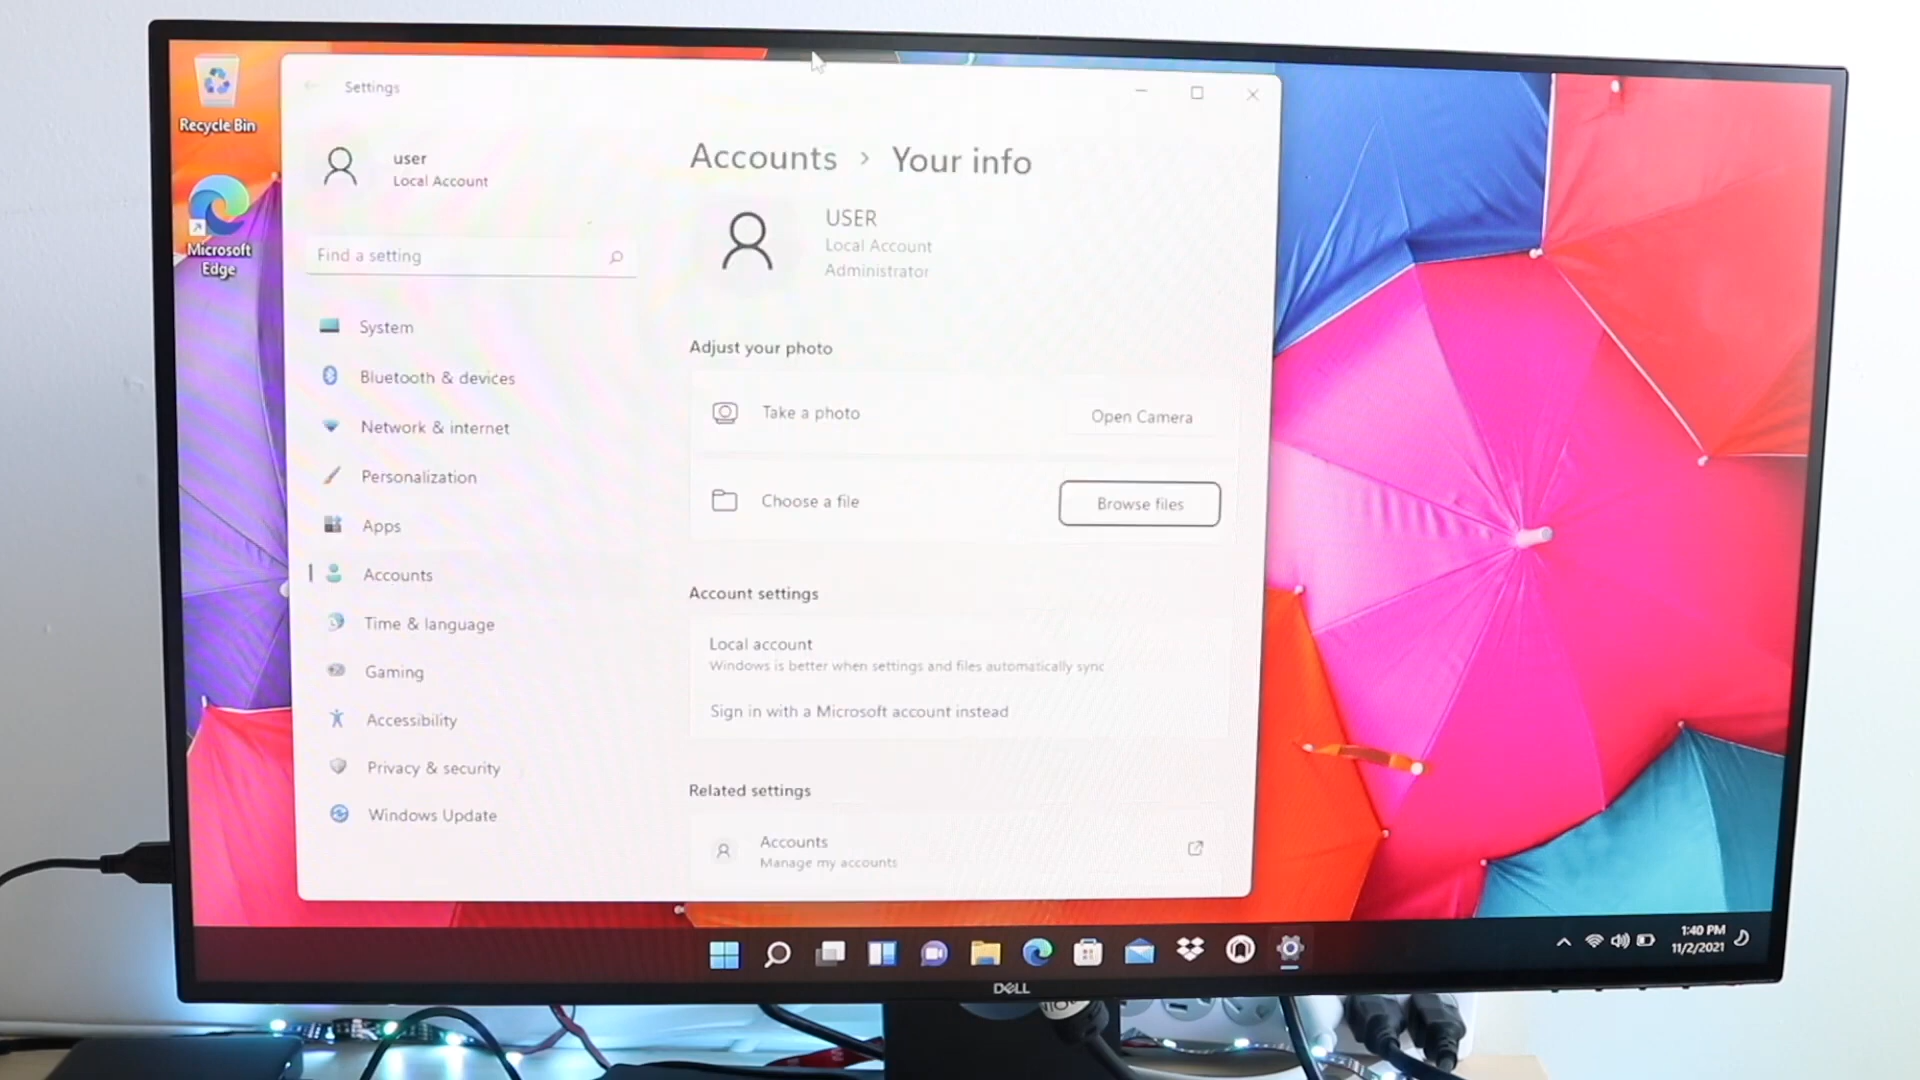 Recycle Bin
Microsoft
Edge
Settings
user
Local Account
Find a setting
System
Bluetooth & devices
Network & internet
Personalization
Apps
Accounts
Time & language
Gaming
Accessibility
Privacy & security
Windows Update
Accounts > Your info
USER
Local Account
Administrator
Adjust your photo
Take a photo
Open Camera
Choose a file
Browse files
Account settings
Local account
Windows is better when settings and files automatically sync
Sign in with a Microsoft account instead
Related settings
Accounts
Manage my accounts
1:40 PM
11/2/2021
DELL